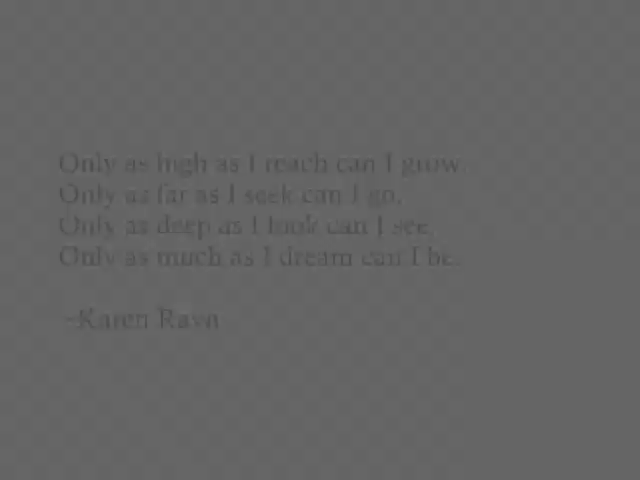 Only as high as I reach can I grow,
Only as far as I seek can I go,
Only as deep as I look can I see,
Only as much as I dream can I be.
-Karen Ravn